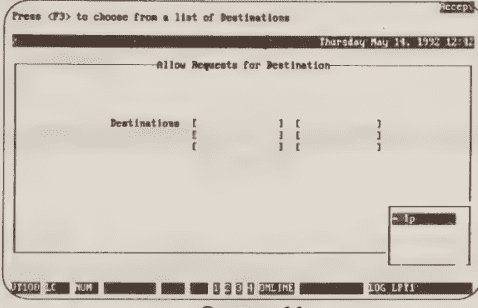 Accept
Press <F3> to choose from a list of Destinations
Thursday May 14, 1992 12:42
Allow Requests for Destination
Destinations [ ] [ ]
[ ] [ ]
[ ] [ ]
lp
LC NUM 1 2 3 4 ONLINE LOG LPT1